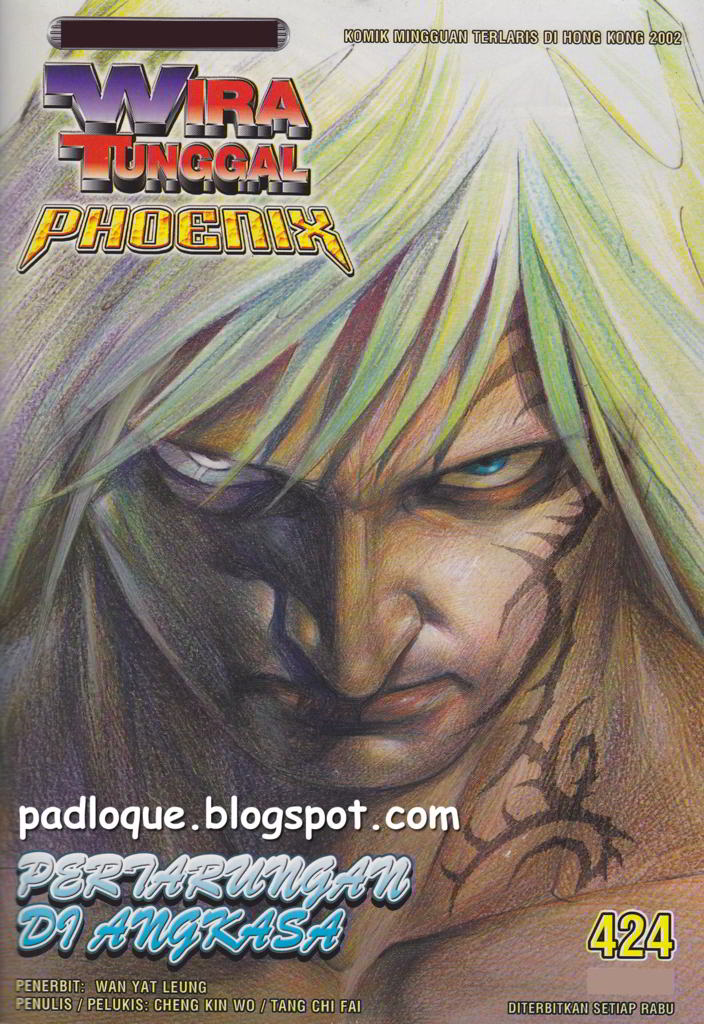 KOMIK MINGGUAN TERLARIS DI HONG KONG 2002
WIRA
TUNGGAL
PHOENIX
padloque.blogspot.com
PERTARUNGAN
DI ANGKASA
424
PENERBIT: WAN YAT LEUNG
PENULIS / PELUKIS: CHENG KIN WO / TANG CHI FAI
DITERBITKAN SETIAP RABU